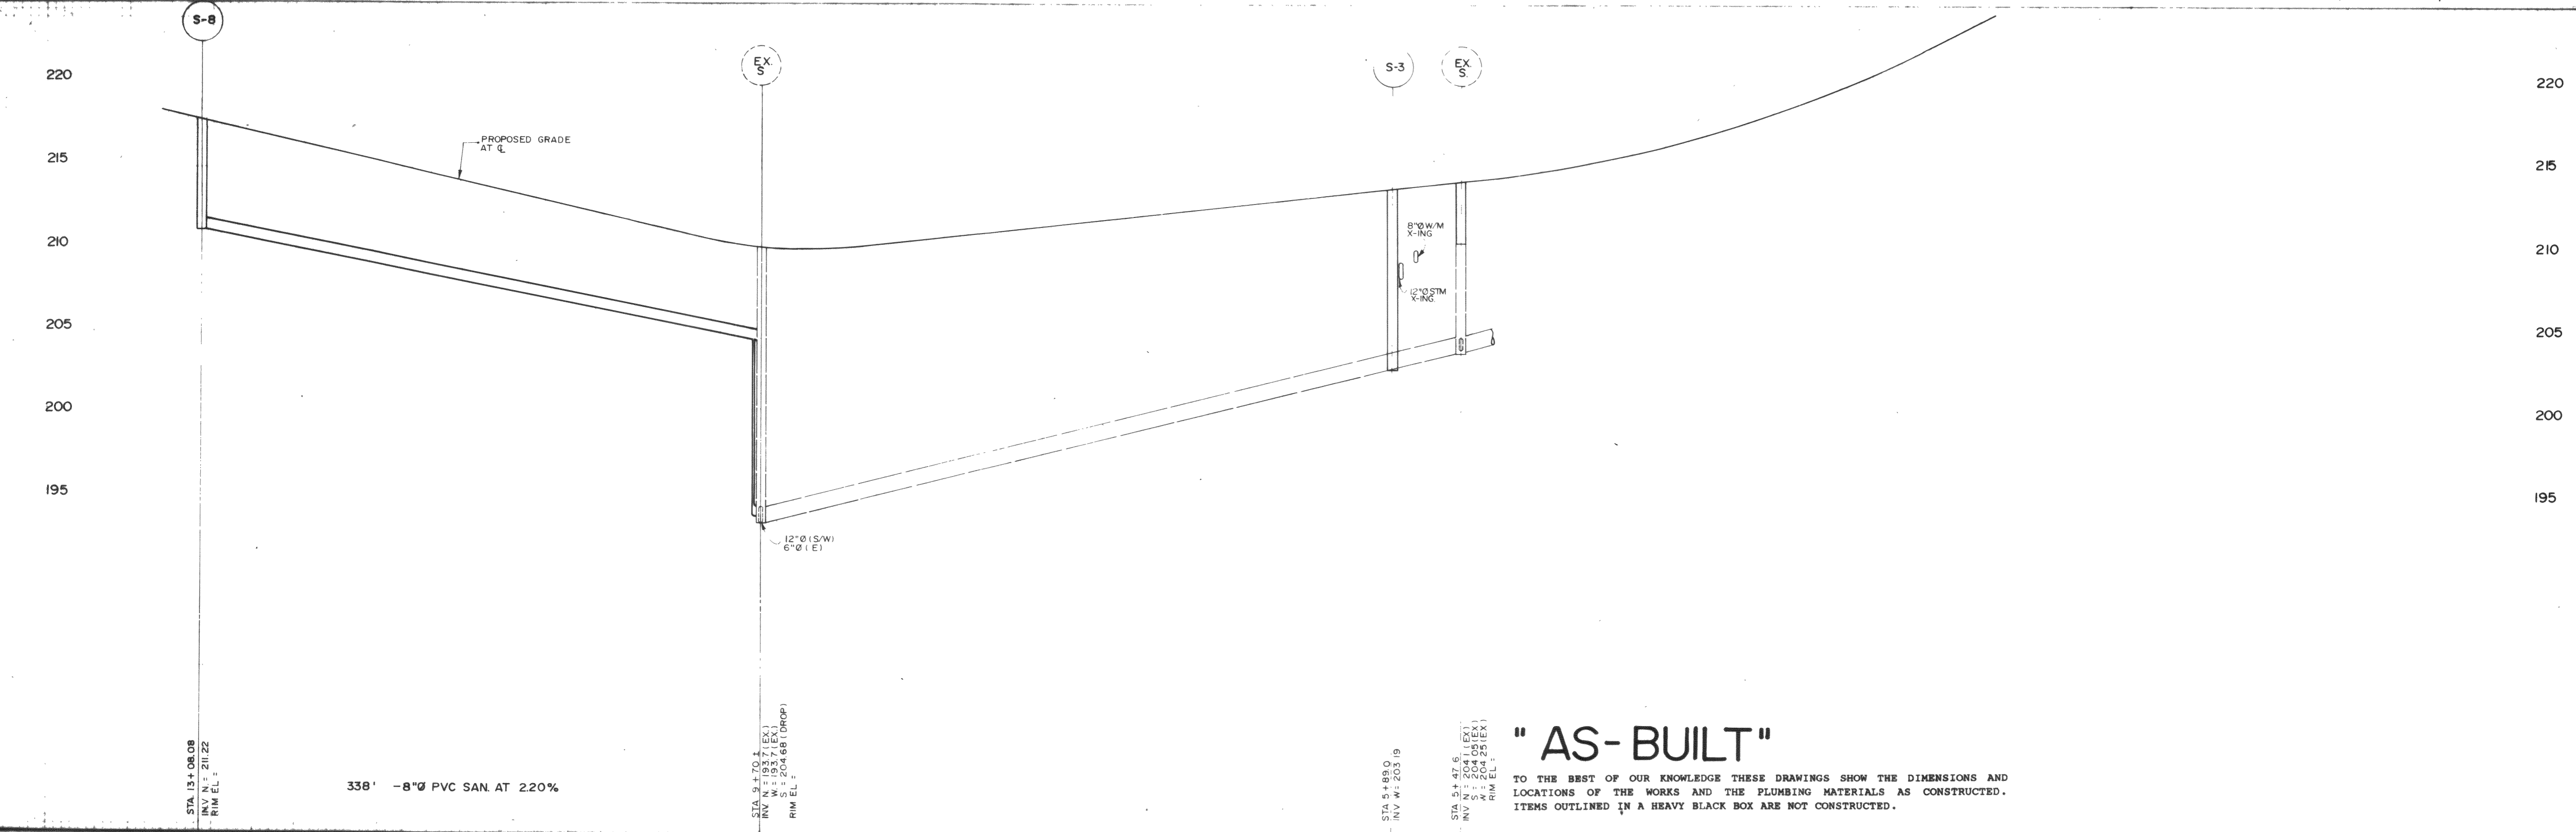 S-8
EX.
S
S-3
EX.
S.
220
220
215
215
210
210
205
205
200
200
195
195
PROPOSED GRADE
AT ℄
8"Ø W/M
X-ING
12"Ø STM
X-ING.
12"Ø (S/W)
6"Ø (E)
STA. 13+08.08
INV. N. = 211.22
RIM EL =
338' -8"Ø PVC SAN. AT 2.20%
STA 9+70 ±
INV. N. = 193.7 (EX.)
W. = 193.7 (EX.)
S. = 204.68 (DROP)
RIM EL =
STA 5+89.0
INV W = 203.19
STA 5+47.6
INV N = 204.1 (EX)
S = 204.05 (EX)
W = 204.25 (EX)
RIM EL =
" AS-BUILT"
TO THE BEST OF OUR KNOWLEDGE THESE DRAWINGS SHOW THE DIMENSIONS AND
LOCATIONS OF THE WORKS AND THE PLUMBING MATERIALS AS CONSTRUCTED.
ITEMS OUTLINED IN A HEAVY BLACK BOX ARE NOT CONSTRUCTED.